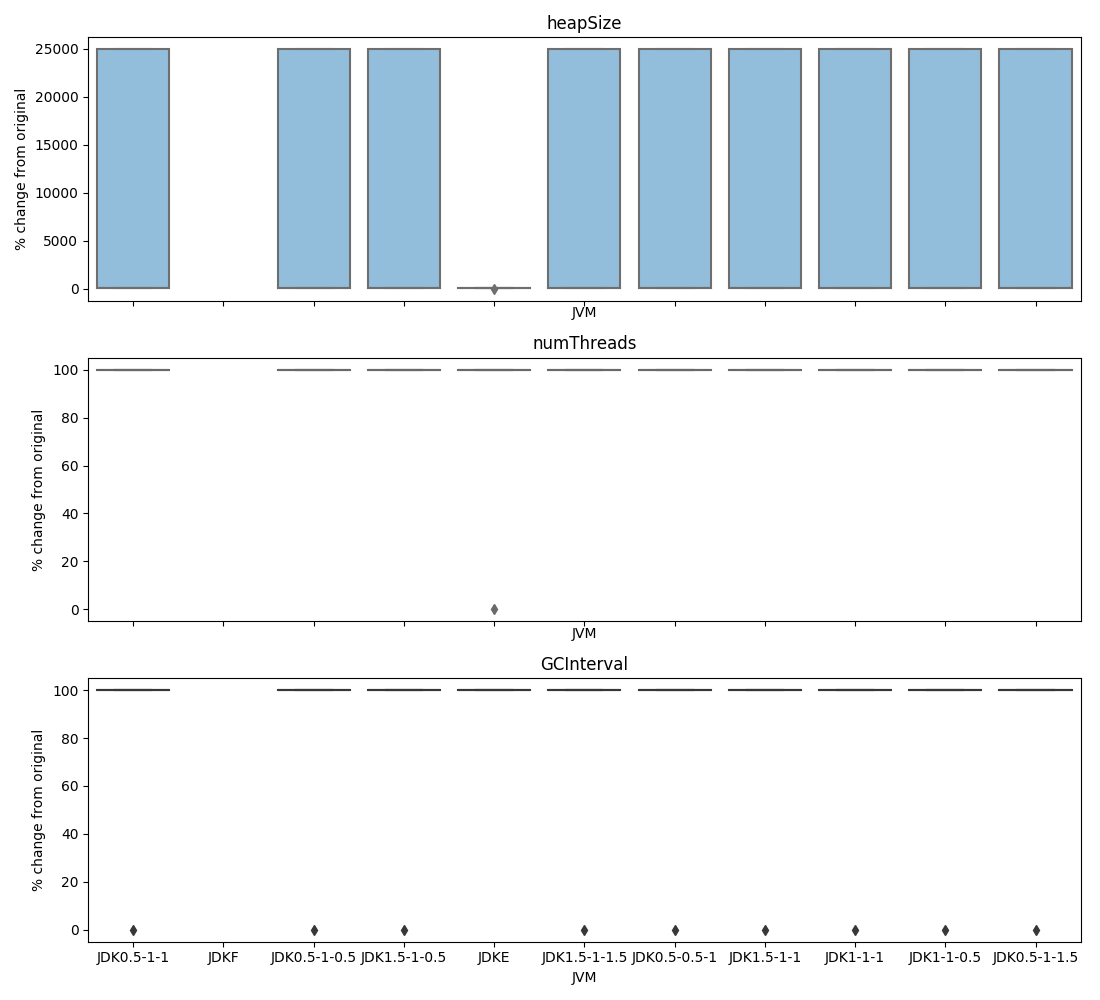 heapSize
% change from original
25000
20000
15000
10000
5000
0
JVM
numThreads
% change from original
100
80
60
40
20
0
JVM
GCInterval
% change from original
100
80
60
40
20
0
JDK0.5-1-1 JDKF JDK0.5-1-0.5 JDK1.5-1-0.5 JDKE JDK1.5-1-1.5 JDK0.5-0.5-1 JDK1.5-1-1 JDK1-1-1 JDK1-1-0.5 JDK0.5-1-1.5
JVM